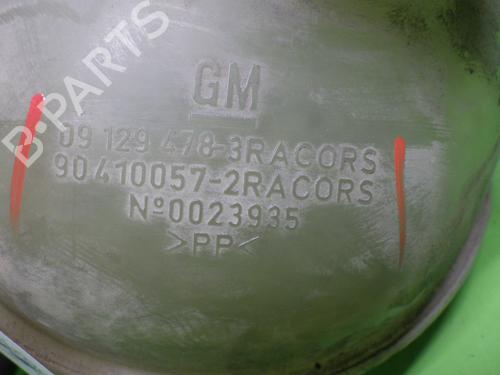 B-PARTS
GM
09 129 478-3RACORS
90410057-2RACORS
Nº0023935
>PP<